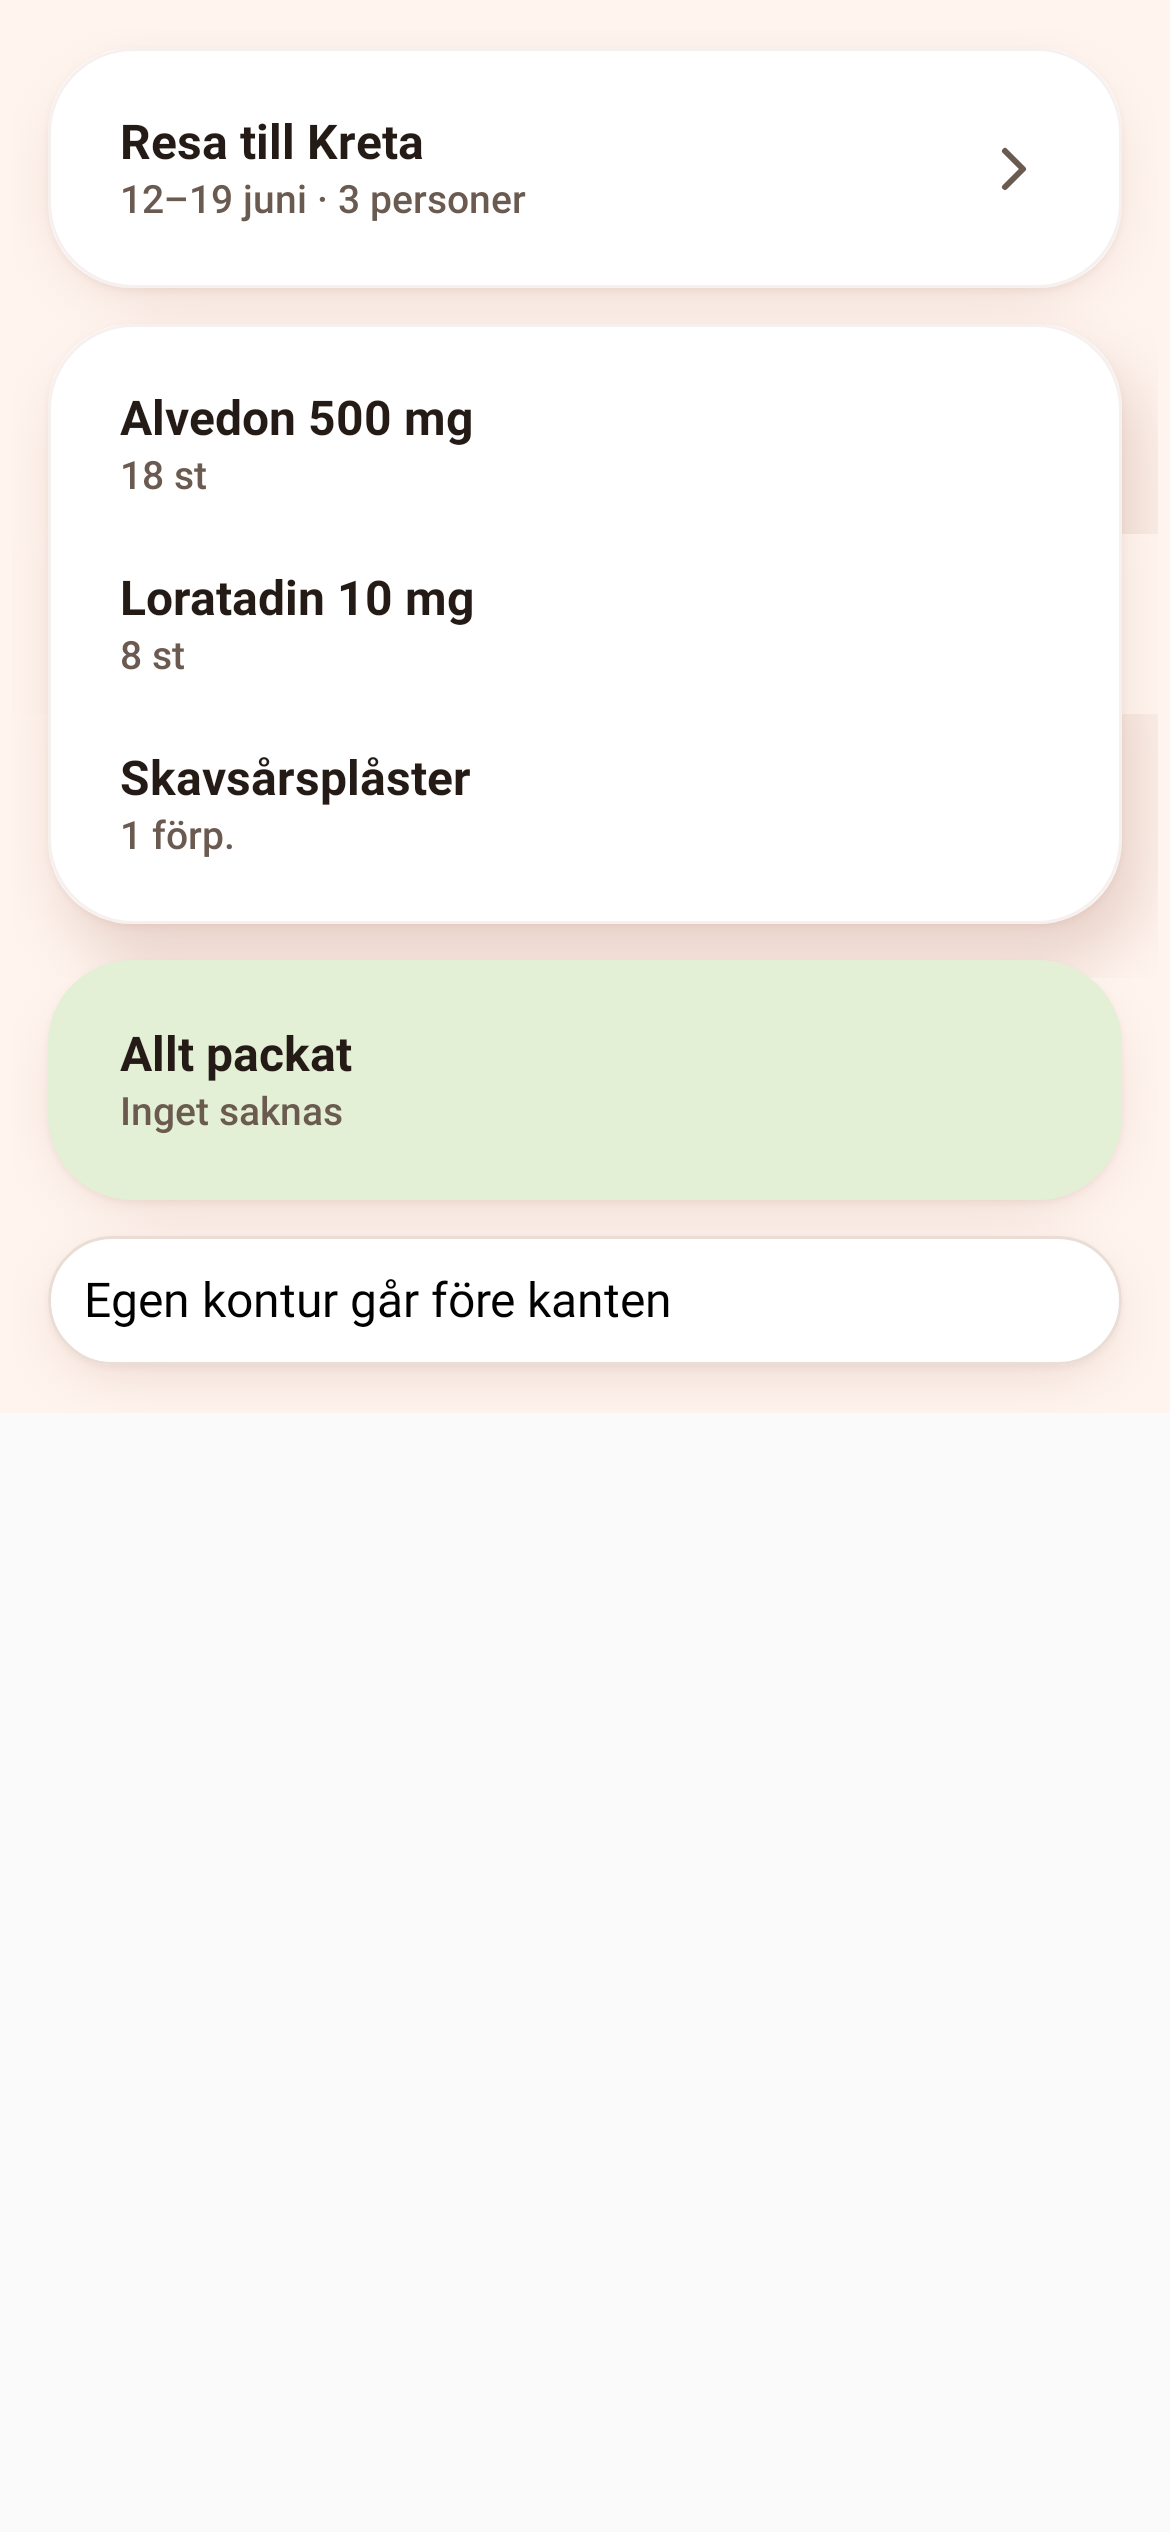 Resa till Kreta
12–19 juni · 3 personer
Alvedon 500 mg
18 st
Loratadin 10 mg
8 st
Skavsårsplåster
1 förp.
Allt packat
Inget saknas
Egen kontur går före kanten